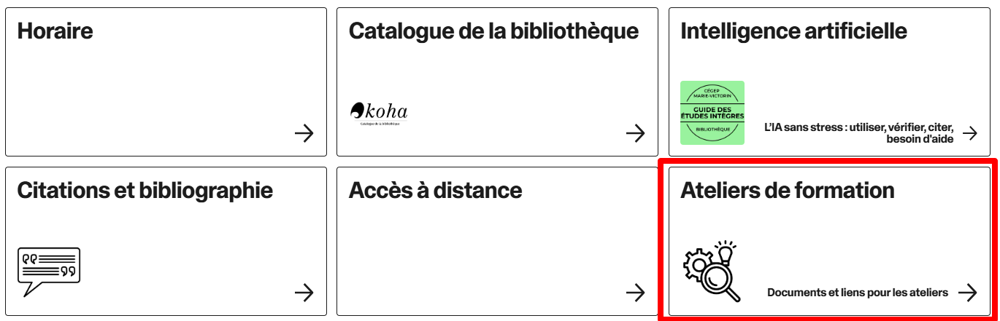 Horaire
Catalogue de la bibliothèque
koha
Catalogue de la bibliothèque
Intelligence artificielle
CÉGEP
MARIE-VICTORIN
GUIDE DES
ÉTUDES INTÈGRES
BIBLIOTHÈQUE
L'IA sans stress : utiliser, vérifier, citer,
besoin d'aide
Citations et bibliographie
Accès à distance
Ateliers de formation
Documents et liens pour les ateliers